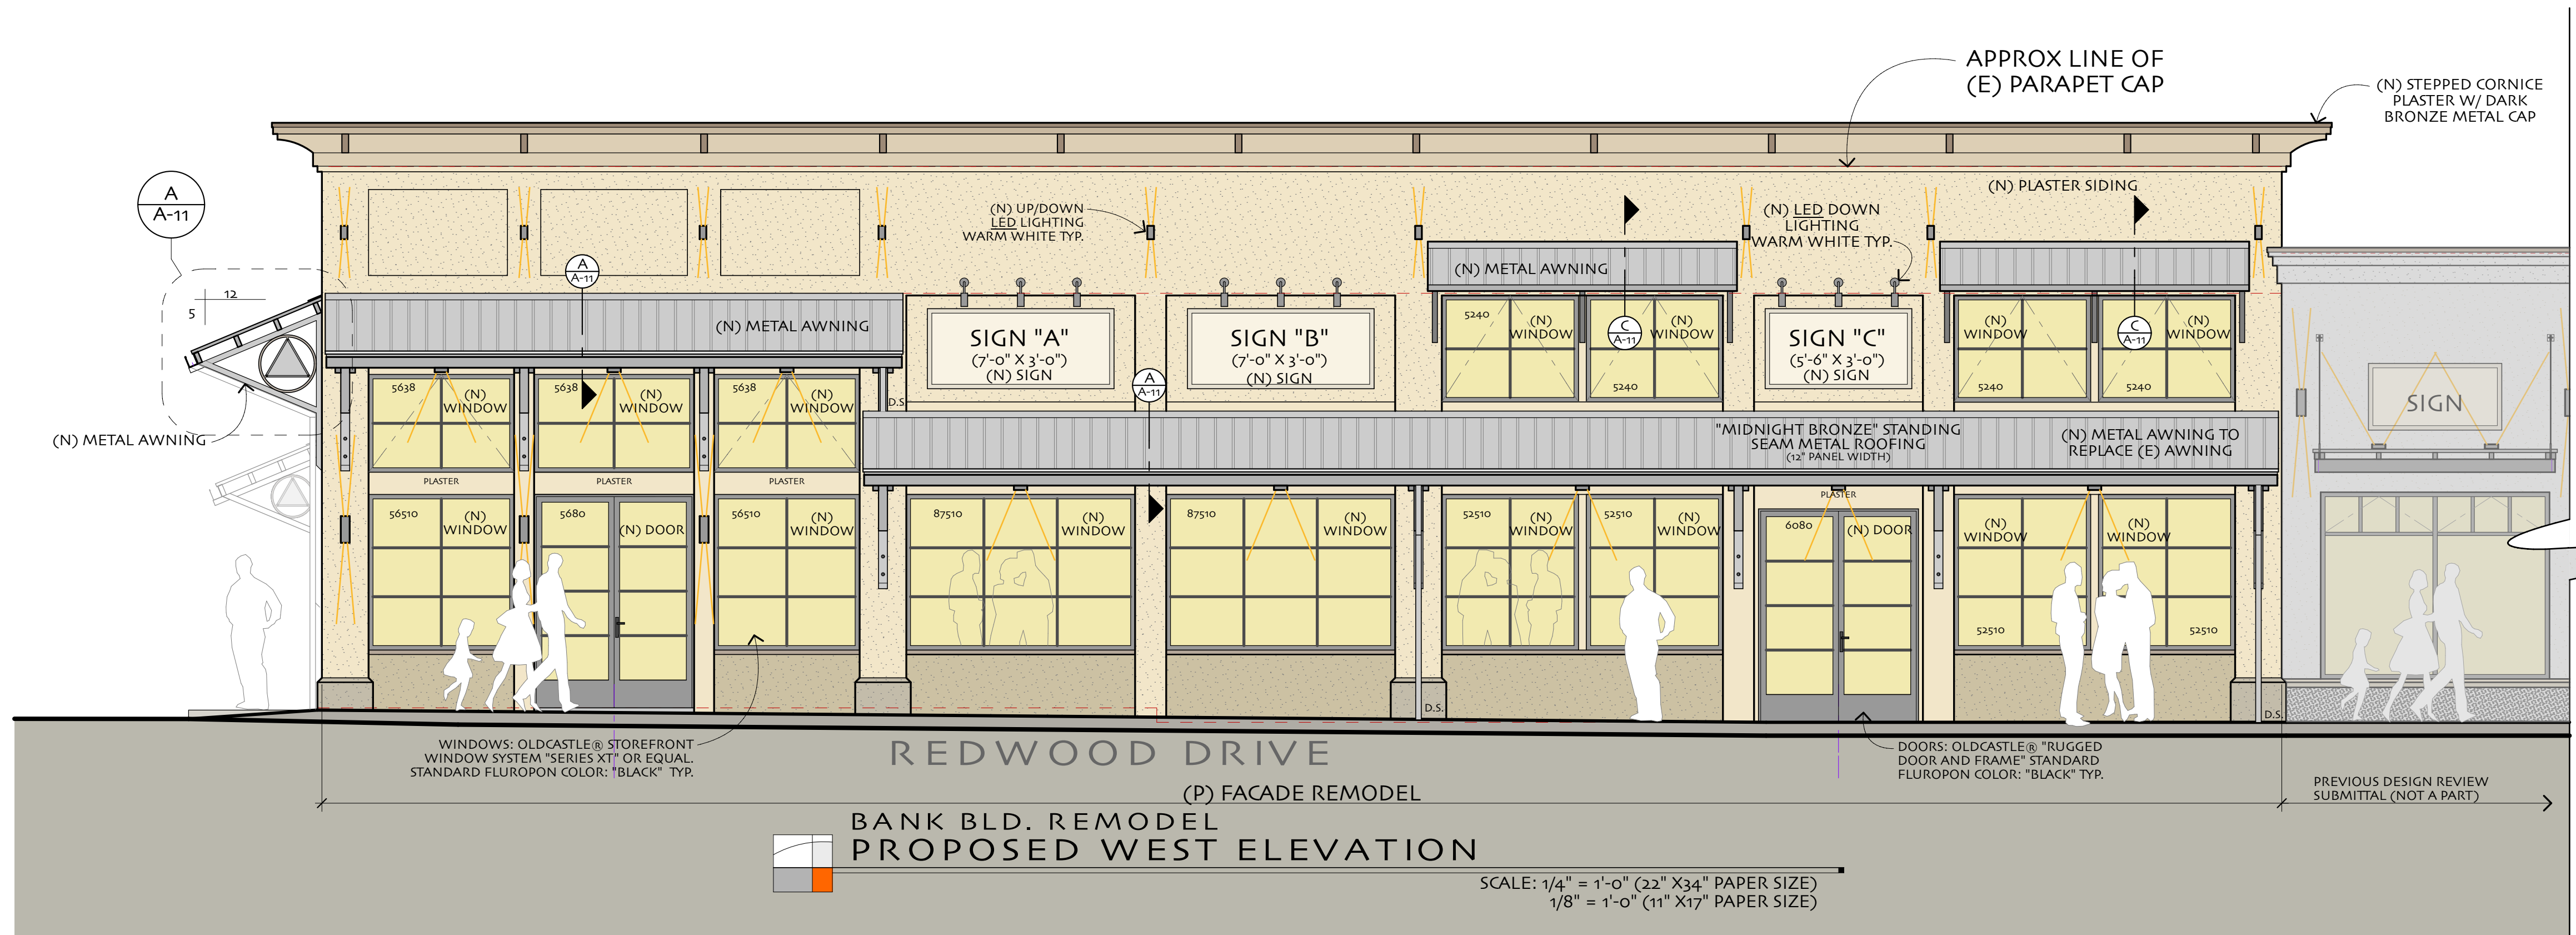 APPROX LINE OF
(E) PARAPET CAP
(N) STEPPED CORNICE
PLASTER W/ DARK
BRONZE METAL CAP
A
A-11
(N) PLASTER SIDING
(N) UP/DOWN
LED LIGHTING
WARM WHITE TYP.
(N) LED DOWN
LIGHTING
WARM WHITE TYP.
A
A-11
12
5
(N) METAL AWNING
(N) METAL AWNING
(N) METAL AWNING
SIGN "A"
(7'-0" X 3'-0")
(N) SIGN
SIGN "B"
(7'-0" X 3'-0")
(N) SIGN
5240
(N)
WINDOW
C
A-11
(N)
WINDOW
5240
SIGN "C"
(5'-6" X 3'-0")
(N) SIGN
(N)
WINDOW
5240
C
A-11
(N)
WINDOW
5240
SIGN
5638
(N)
WINDOW
5638
(N)
WINDOW
5638
(N)
WINDOW
D.S.
A
A-11
"MIDNIGHT BRONZE" STANDING
SEAM METAL ROOFING
(12" PANEL WIDTH)
(N) METAL AWNING TO
REPLACE (E) AWNING
PLASTER
PLASTER
PLASTER
PLASTER
56510
(N)
WINDOW
5680
(N) DOOR
56510
(N)
WINDOW
87510
(N)
WINDOW
87510
(N)
WINDOW
52510
(N)
WINDOW
52510
(N)
WINDOW
6080
(N) DOOR
(N)
WINDOW
52510
(N)
WINDOW
52510
D.S.
D.S.
WINDOWS: OLDCASTLE® STOREFRONT
WINDOW SYSTEM "SERIES XT" OR EQUAL.
STANDARD FLUROPON COLOR: "BLACK" TYP.
REDWOOD DRIVE
DOORS: OLDCASTLE® "RUGGED
DOOR AND FRAME" STANDARD
FLUROPON COLOR: "BLACK" TYP.
(P) FACADE REMODEL
PREVIOUS DESIGN REVIEW
SUBMITTAL (NOT A PART)
BANK BLD. REMODEL
PROPOSED WEST ELEVATION
SCALE: 1/4" = 1'-0" (22" X34" PAPER SIZE)
1/8" = 1'-0" (11" X17" PAPER SIZE)